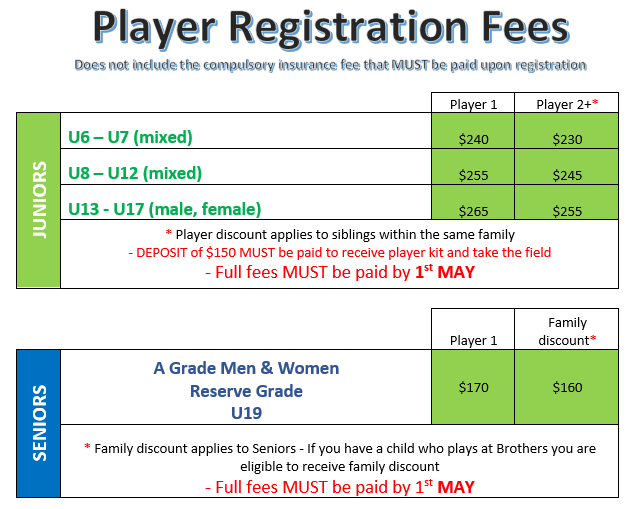 Player Registration Fees
Does not include the compulsory insurance fee that MUST be paid upon registration
Player 1 Player 2+*
JUNIORS
U6 – U7 (mixed) $240 $230
U8 – U12 (mixed) $255 $245
U13 - U17 (male, female) $265 $255
* Player discount applies to siblings within the same family
- DEPOSIT of $150 MUST be paid to receive player kit and take the field
- Full fees MUST be paid by 1st MAY
Family
Player 1 discount*
SENIORS
A Grade Men & Women
Reserve Grade $170 $160
U19
* Family discount applies to Seniors - If you have a child who plays at Brothers you are
eligible to receive family discount
- Full fees MUST be paid by 1st MAY